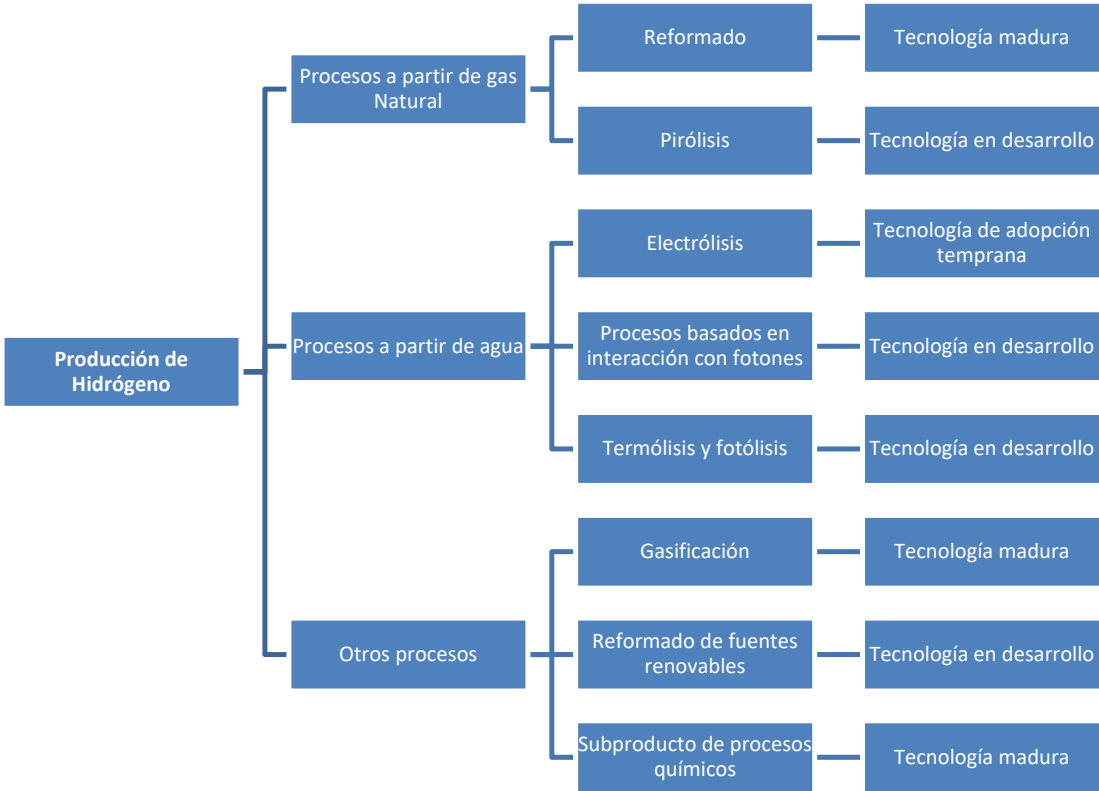 Producción de
Hidrógeno
Procesos a partir de gas
Natural
Reformado
Tecnología madura
Pirólisis
Tecnología en desarrollo
Procesos a partir de agua
Electrólisis
Tecnología de adopción
temprana
Procesos basados en
interacción con fotones
Tecnología en desarrollo
Termólisis y fotólisis
Tecnología en desarrollo
Otros procesos
Gasificación
Tecnología madura
Reformado de fuentes
renovables
Tecnología en desarrollo
Subproducto de procesos
químicos
Tecnología madura